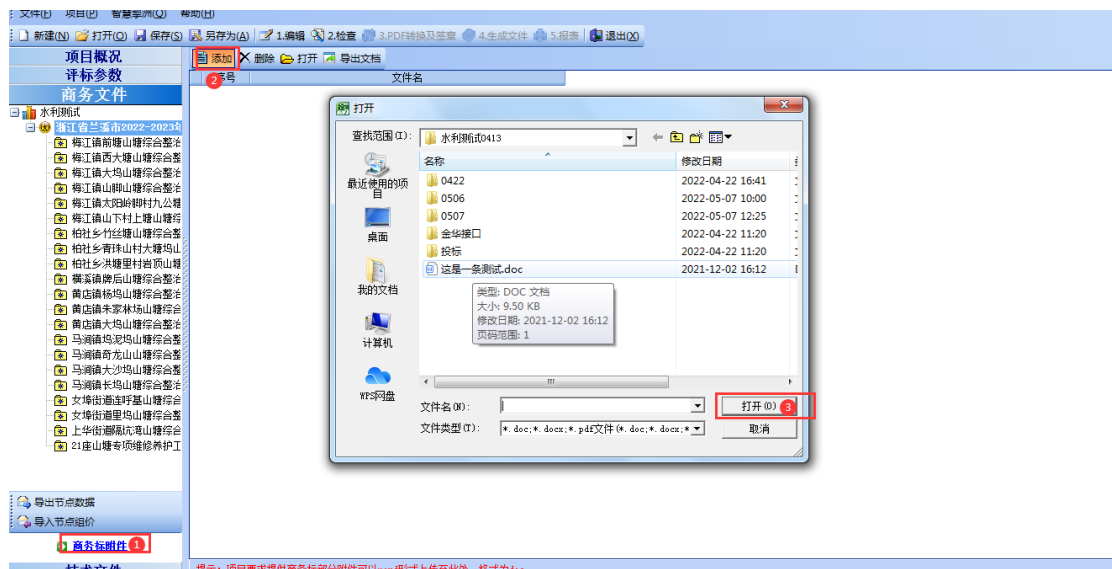 文件(F) 项目(P) 智慧擎洲(Q) 帮助(H)
新建(N) 打开(O) 保存(S) 另存为(A) 1.编辑 2.检查 3.PDF转换及签章 4.生成文件 5.报表 退出(X)
项目概况
添加 删除 打开 导出文档
评标参数
2 序号 文件名
商务文件
水利测试
浙江省兰溪市2022-2023年
梅江镇前塘山塘综合整治
梅江镇西大塘山塘综合整
梅江镇大坞山塘综合整治
梅江镇山脚山塘综合整治
梅江镇太阳岭脚村九公塘
梅江镇山下村上塘山塘综
柏社乡竹丝塘山塘综合整
柏社乡青珠山村大塘坞山
柏社乡洪塘里村岩顶山塘
横溪镇牌后山塘综合整治
黄店镇杨坞山塘综合整治
黄店镇朱家林场山塘综合
黄店镇大坞山塘综合整治
马涧镇坞泥坞山塘综合整
马涧镇奇龙山山塘综合整
马涧镇大沙坞山塘综合整
马涧镇长坞山塘综合整治
女埠街道连呼基山塘综合
女埠街道里坞山塘综合整
上华街道隔坑湾山塘综合
21座山塘专项维修养护工
导出节点数据
导入节点组价
商务标附件 1
技术文件
打开
查找范围(I): 水利测试0413
名称 修改日期
0422 2022-04-22 16:41
0506 2022-05-07 10:00
0507 2022-05-07 12:25
金华接口 2022-04-22 11:20
投标 2022-04-22 11:20
这是一条测试.doc 2021-12-02 16:12
类型: DOC 文档
大小: 9.50 KB
修改日期: 2021-12-02 16:12
页码范围: 1
最近使用的项目
桌面
我的文档
计算机
WPS网盘
文件名(N): 打开(O) 3
文件类型(T): *.doc;*.docx;*.pdf文件(*.doc;*.docx;* 取消